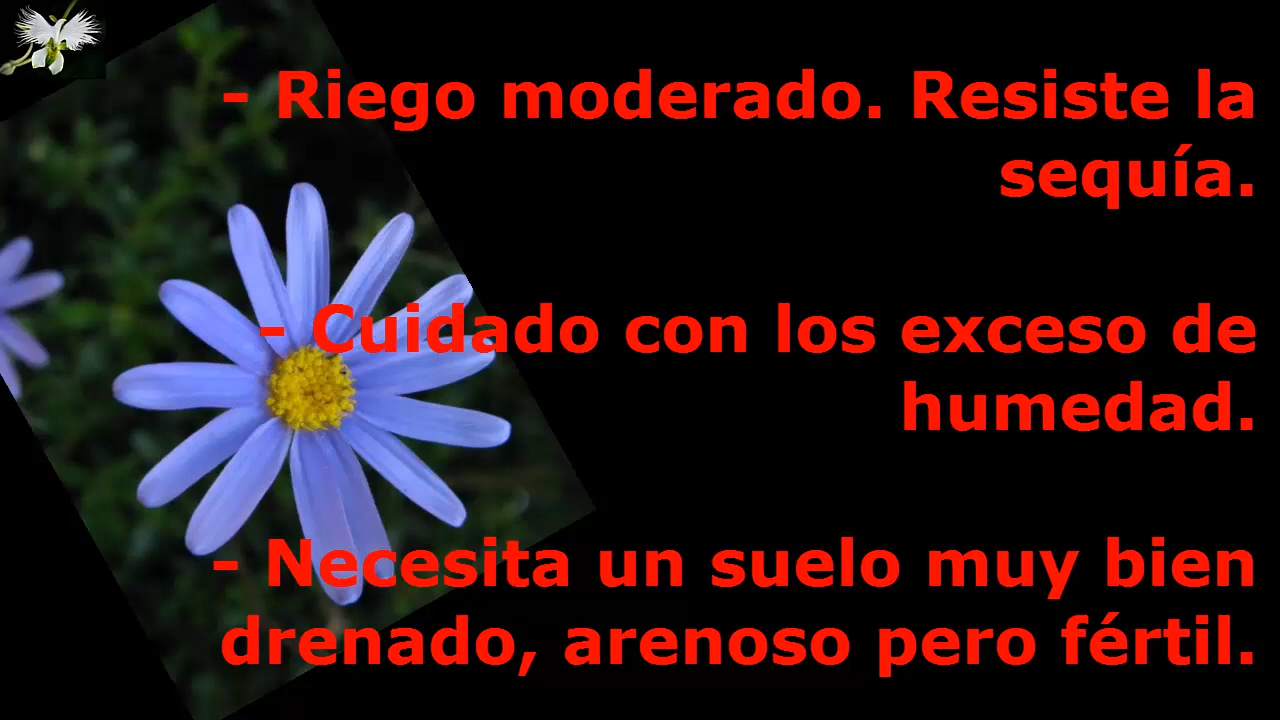 - Riego moderado. Resiste la
sequía.
- Cuidado con los exceso de
humedad.
- Necesita un suelo muy bien
drenado, arenoso pero fértil.